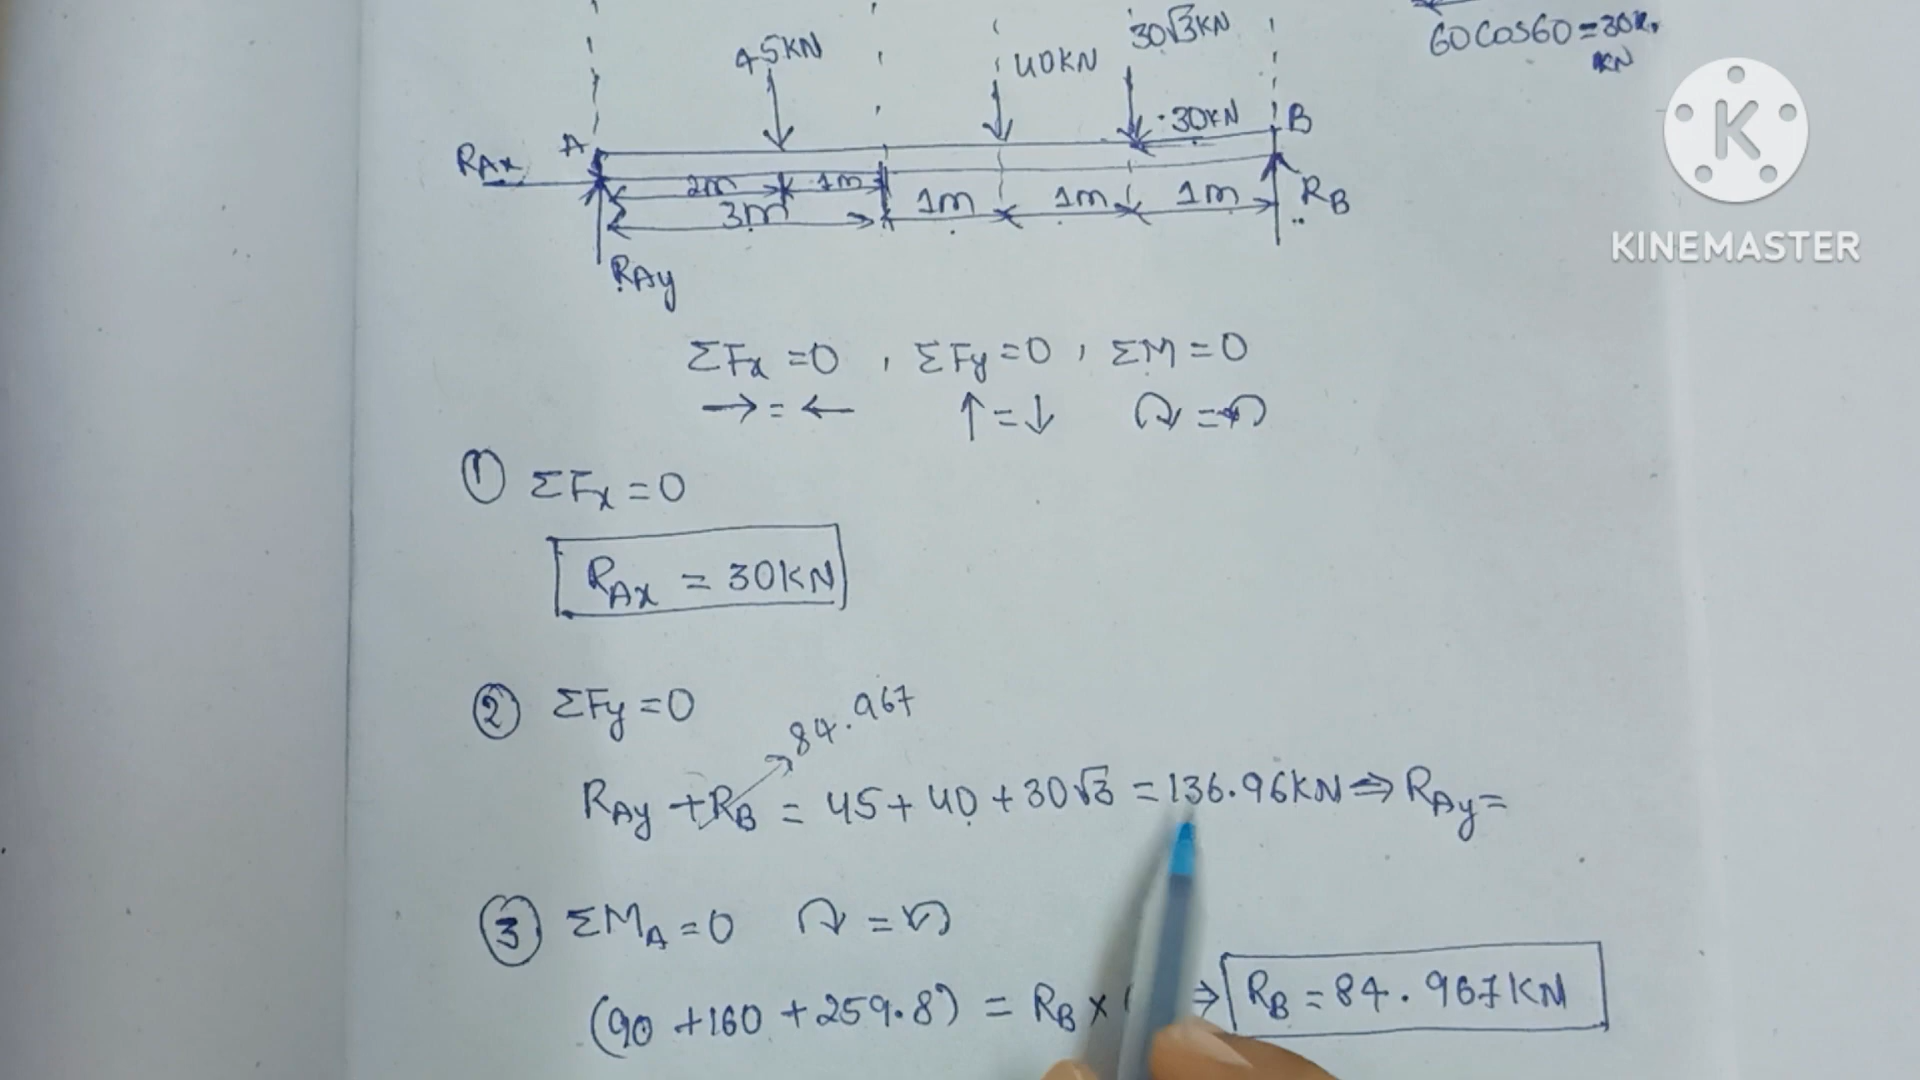 45KN
40KN
30√3KN
60cos60=30K.
KN
A
.30KN
B
RAx
2m
1m
3m
1m
1m
1m
RB
RAy
K
KINEMASTER
ΣFx =0 , ΣFy=0 , ΣM=0
→=← ↑=↓ ↷=↶
① ΣFx=0
RAx = 30KN
② ΣFy=0
84.967
RAy +RB = 45+40+30√3 =136.96KN⇒RAy=
③ ΣMA=0 ↷=↶
(90+160+259.8) = RB× ⇒ RB=84.967KN